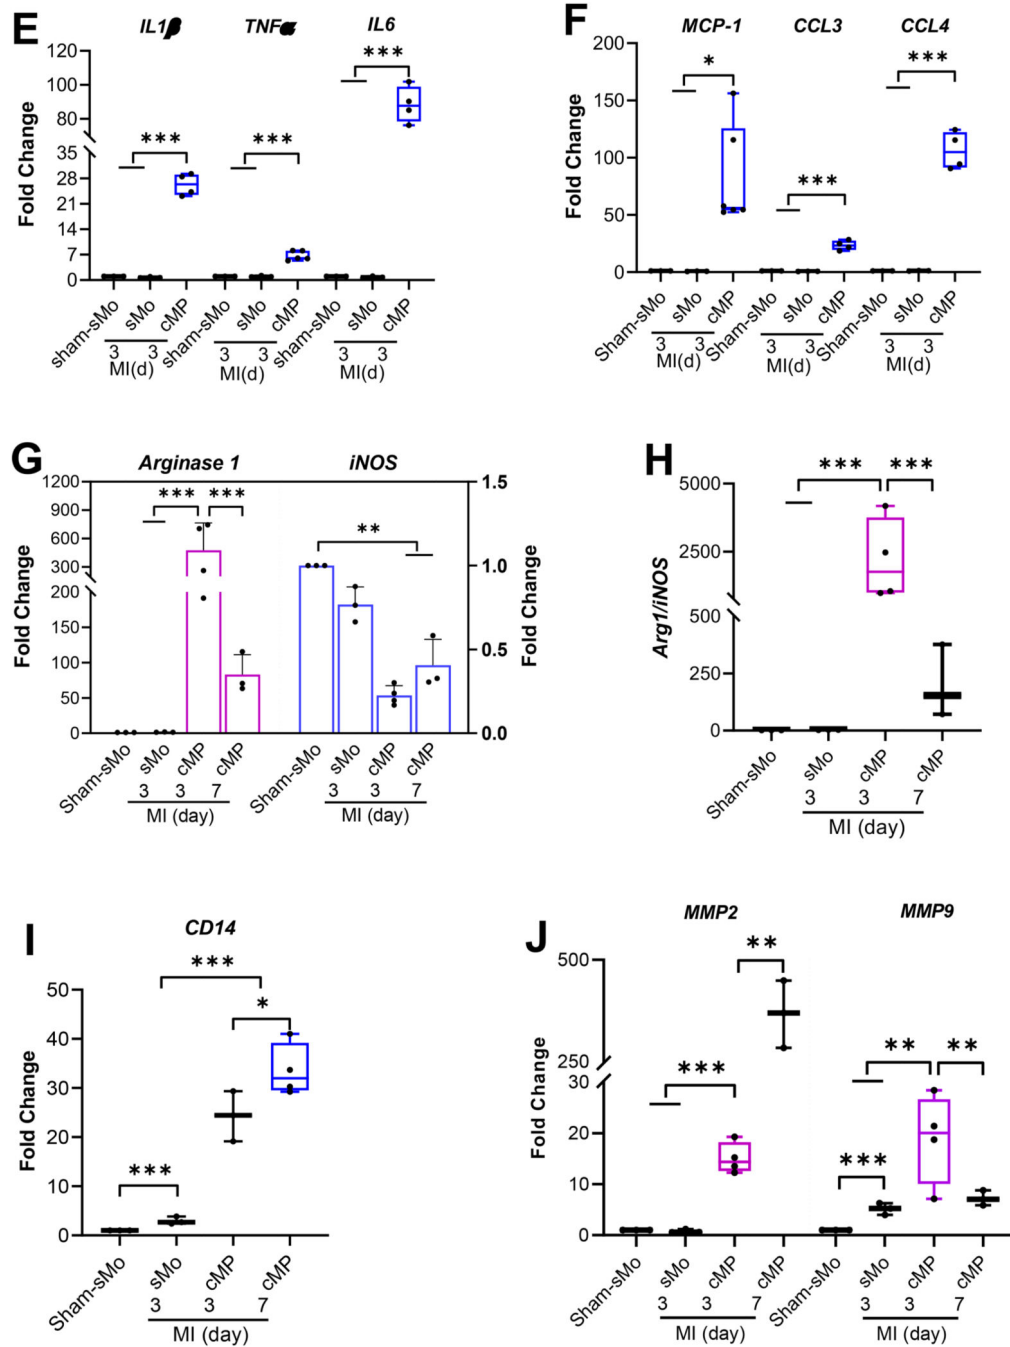 E
IL1β TNFα IL6
Fold Change
120
100
80
35
28
21
14
7
0
*** *** ***
sham-sMo sMo cMP sham-sMo sMo cMP sham-sMo sMo cMP
3 3 3 3 3 3
MI(d) MI(d) MI(d)
F
MCP-1 CCL3 CCL4
Fold Change
200
150
100
50
0
* *** ***
Sham-sMo sMo cMP Sham-sMo sMo cMP Sham-sMo sMo cMP
3 3 3 3 3 3
MI(d) MI(d) MI(d)
G
Arginase 1 iNOS
Fold Change Fold Change
1200
900
600
300
200
150
100
50
0
1.5
1.0
0.5
0.0
*** *** **
Sham-sMo sMo cMP cMP Sham-sMo sMo cMP cMP
3 3 7 3 3 7
MI (day) MI (day)
Fold Change
H
Arg1/iNOS
5000
2500
500
250
0
*** ***
Sham-sMo sMo cMP cMP
3 3 7
MI (day)
I
CD14
Fold Change
50
40
30
20
10
0
***
*
***
Sham-sMo sMo cMP cMP
3 3 7
MI (day)
J
MMP2 MMP9
Fold Change
500
250
30
20
10
0
**
***
** **
***
Sham-sMo sMo cMP cMP Sham-sMo sMo cMP cMP
3 3 7 3 3 7
MI (day) MI (day)